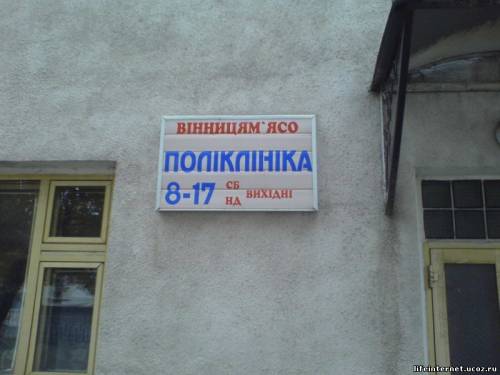 ВІННИЦЯМ`ЯСО
ПОЛІКЛІНІКА
8-17 СБ НД ВИХІДНІ
lifeinternet.ucoz.ru